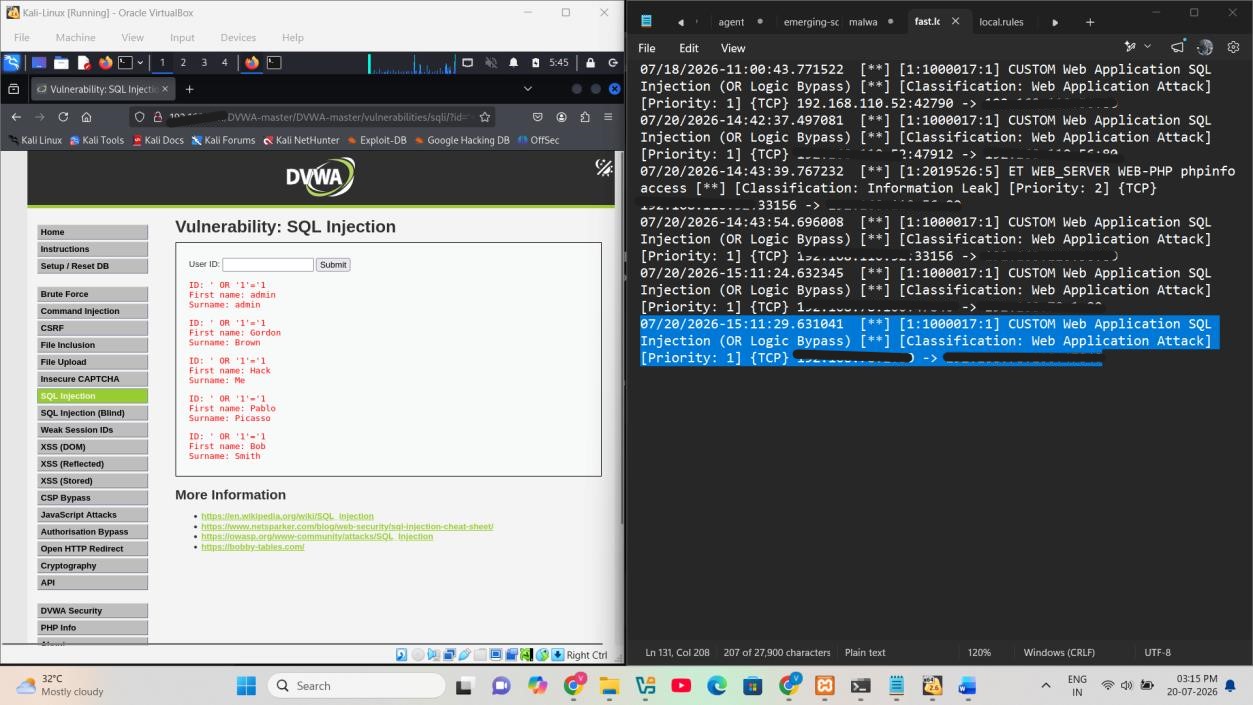 Kali-Linux [Running] - Oracle VirtualBox
File Machine View Input Devices Help
1 2 3 4
5:45
Vulnerability: SQL Injectio
DVWA-master/DVWA-master/vulnerabilities/sqli/?id='
Kali Linux Kali Tools Kali Docs Kali Forums Kali NetHunter Exploit-DB Google Hacking DB OffSec
DVWA
Home
Instructions
Setup / Reset DB
Brute Force
Command Injection
CSRF
File Inclusion
File Upload
Insecure CAPTCHA
SQL Injection
SQL Injection (Blind)
Weak Session IDs
XSS (DOM)
XSS (Reflected)
XSS (Stored)
CSP Bypass
JavaScript Attacks
Authorisation Bypass
Open HTTP Redirect
Cryptography
API
DVWA Security
PHP Info
Vulnerability: SQL Injection
User ID: Submit
ID: ' OR '1'='1
First name: admin
Surname: admin
ID: ' OR '1'='1
First name: Gordon
Surname: Brown
ID: ' OR '1'='1
First name: Hack
Surname: Me
ID: ' OR '1'='1
First name: Pablo
Surname: Picasso
ID: ' OR '1'='1
First name: Bob
Surname: Smith
More Information
https://en.wikipedia.org/wiki/SQL_injection
https://www.netsparker.com/blog/web-security/sql-injection-cheat-sheet/
https://owasp.org/www-community/attacks/SQL_Injection
https://bobby-tables.com/
Right Ctrl
agent emerging-sc malwa fast.lc local.rules
File Edit View
07/18/2026-11:00:43.771522 [**] [1:1000017:1] CUSTOM Web Application SQL
Injection (OR Logic Bypass) [**] [Classification: Web Application Attack]
[Priority: 1] {TCP} 192.168.110.52:42790 ->
07/20/2026-14:42:37.497081 [**] [1:1000017:1] CUSTOM Web Application SQL
Injection (OR Logic Bypass) [**] [Classification: Web Application Attack]
[Priority: 1] {TCP} :47912 ->
07/20/2026-14:43:39.767232 [**] [1:2019526:5] ET WEB_SERVER WEB-PHP phpinfo
access [**] [Classification: Information Leak] [Priority: 2] {TCP}
:33156 ->
07/20/2026-14:43:54.696008 [**] [1:1000017:1] CUSTOM Web Application SQL
Injection (OR Logic Bypass) [**] [Classification: Web Application Attack]
[Priority: 1] {TCP} :33156 ->
07/20/2026-15:11:24.632345 [**] [1:1000017:1] CUSTOM Web Application SQL
Injection (OR Logic Bypass) [**] [Classification: Web Application Attack]
[Priority: 1] {TCP} ->
07/20/2026-15:11:29.631041 [**] [1:1000017:1] CUSTOM Web Application SQL
Injection (OR Logic Bypass) [**] [Classification: Web Application Attack]
[Priority: 1] {TCP} ->
Ln 131, Col 208 207 of 27,900 characters Plain text 120% Windows (CRLF) UTF-8
32°C
Mostly cloudy
Search
ENG
IN
03:15 PM
20-07-2026